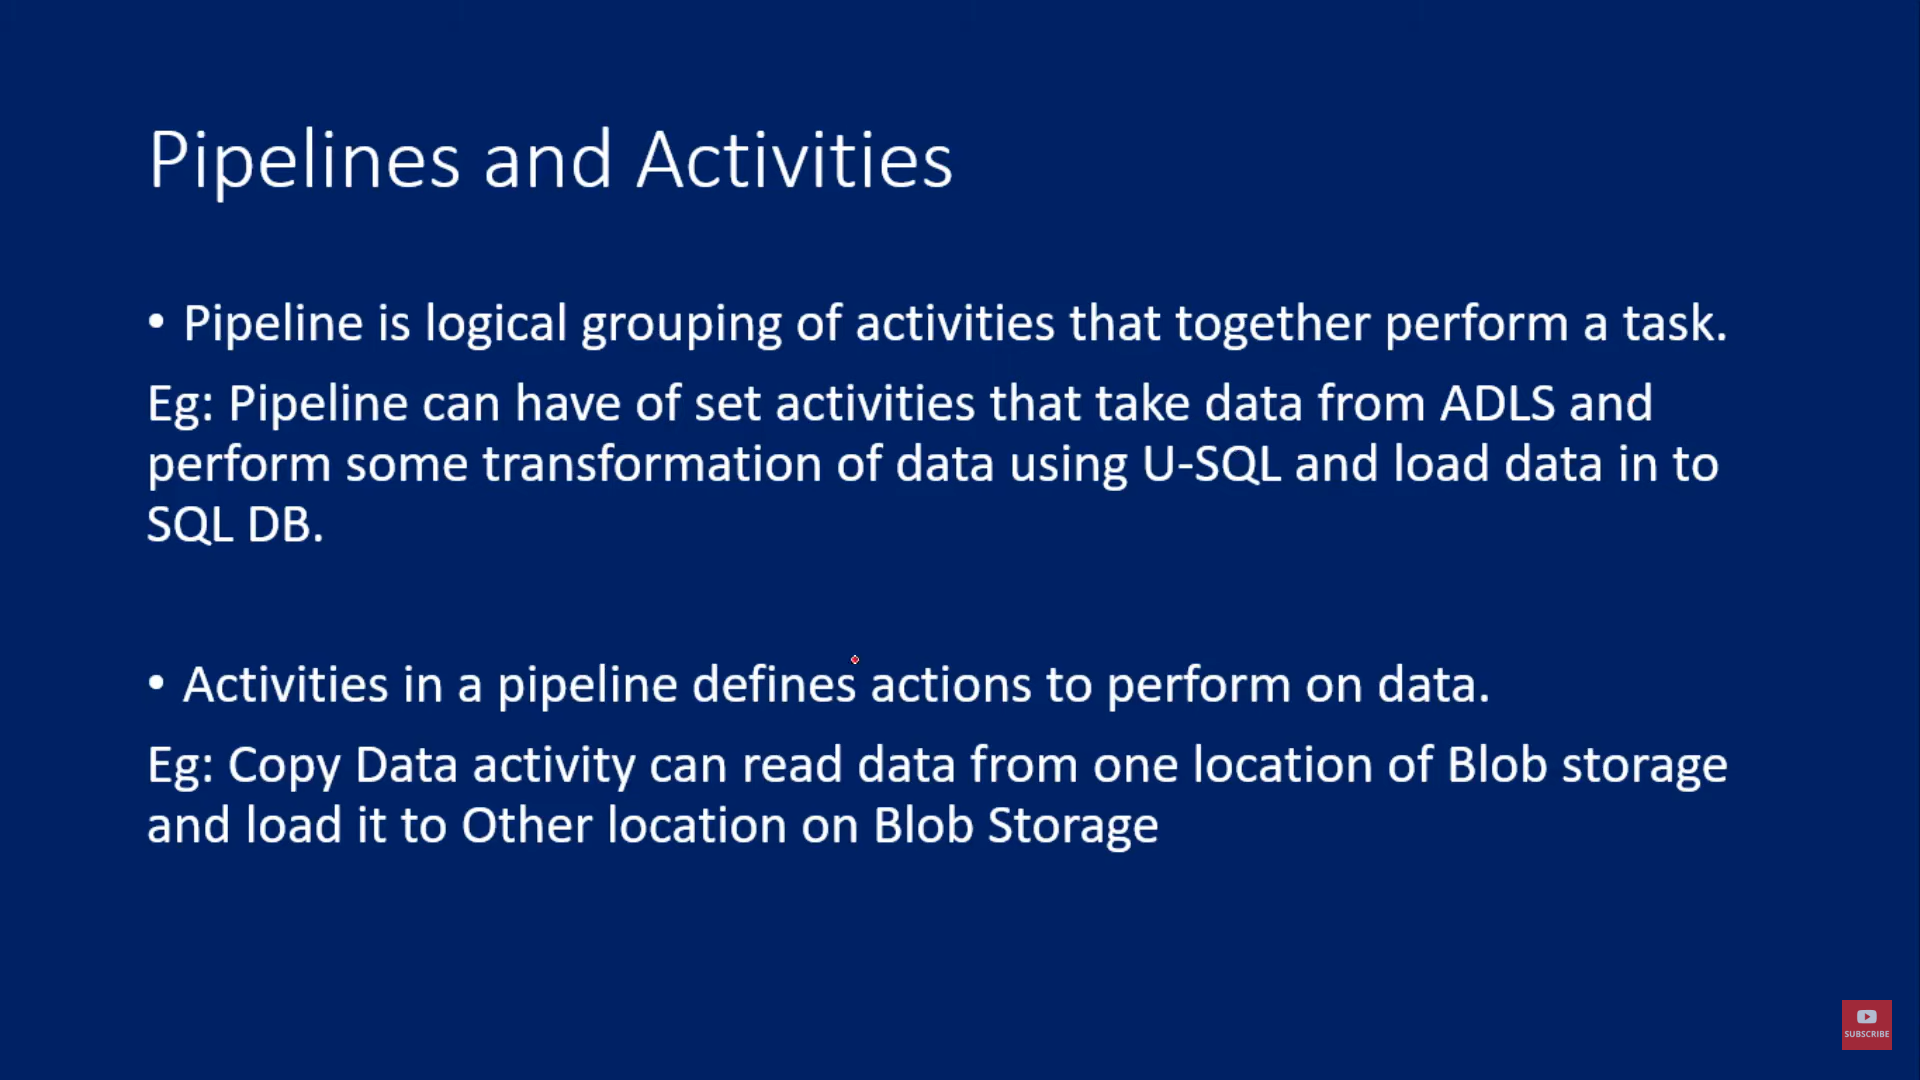 Pipelines and Activities
• Pipeline is logical grouping of activities that together perform a task.
Eg: Pipeline can have of set activities that take data from ADLS and
perform some transformation of data using U-SQL and load data in to
SQL DB.
• Activities in a pipeline defines actions to perform on data.
Eg: Copy Data activity can read data from one location of Blob storage
and load it to Other location on Blob Storage
SUBSCRIBE